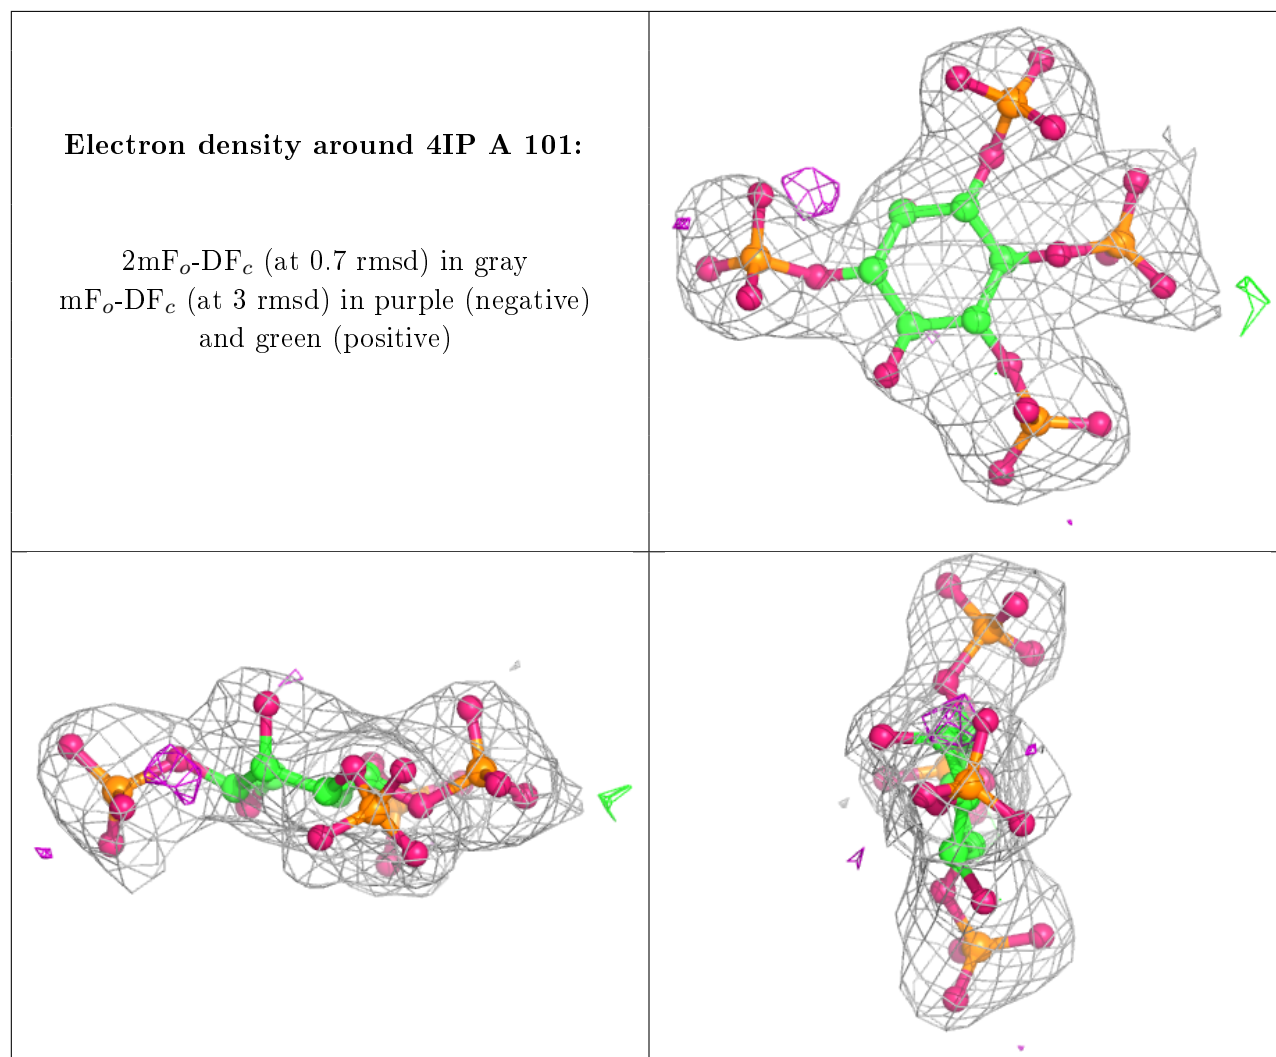 Electron density around 4IP A 101:
2mFo-DFc (at 0.7 rmsd) in gray
mFo-DFc (at 3 rmsd) in purple (negative)
and green (positive)